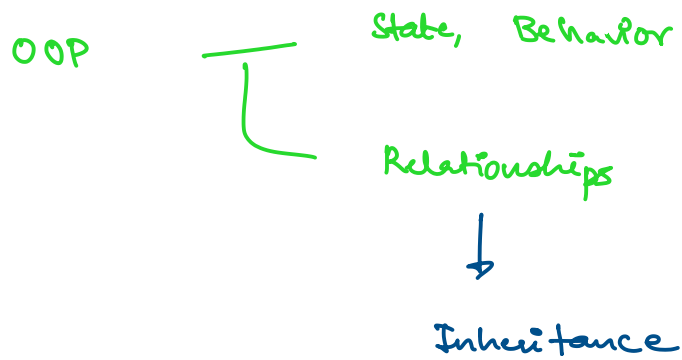 OOP
State, Behavior
Relationships
Inheritance